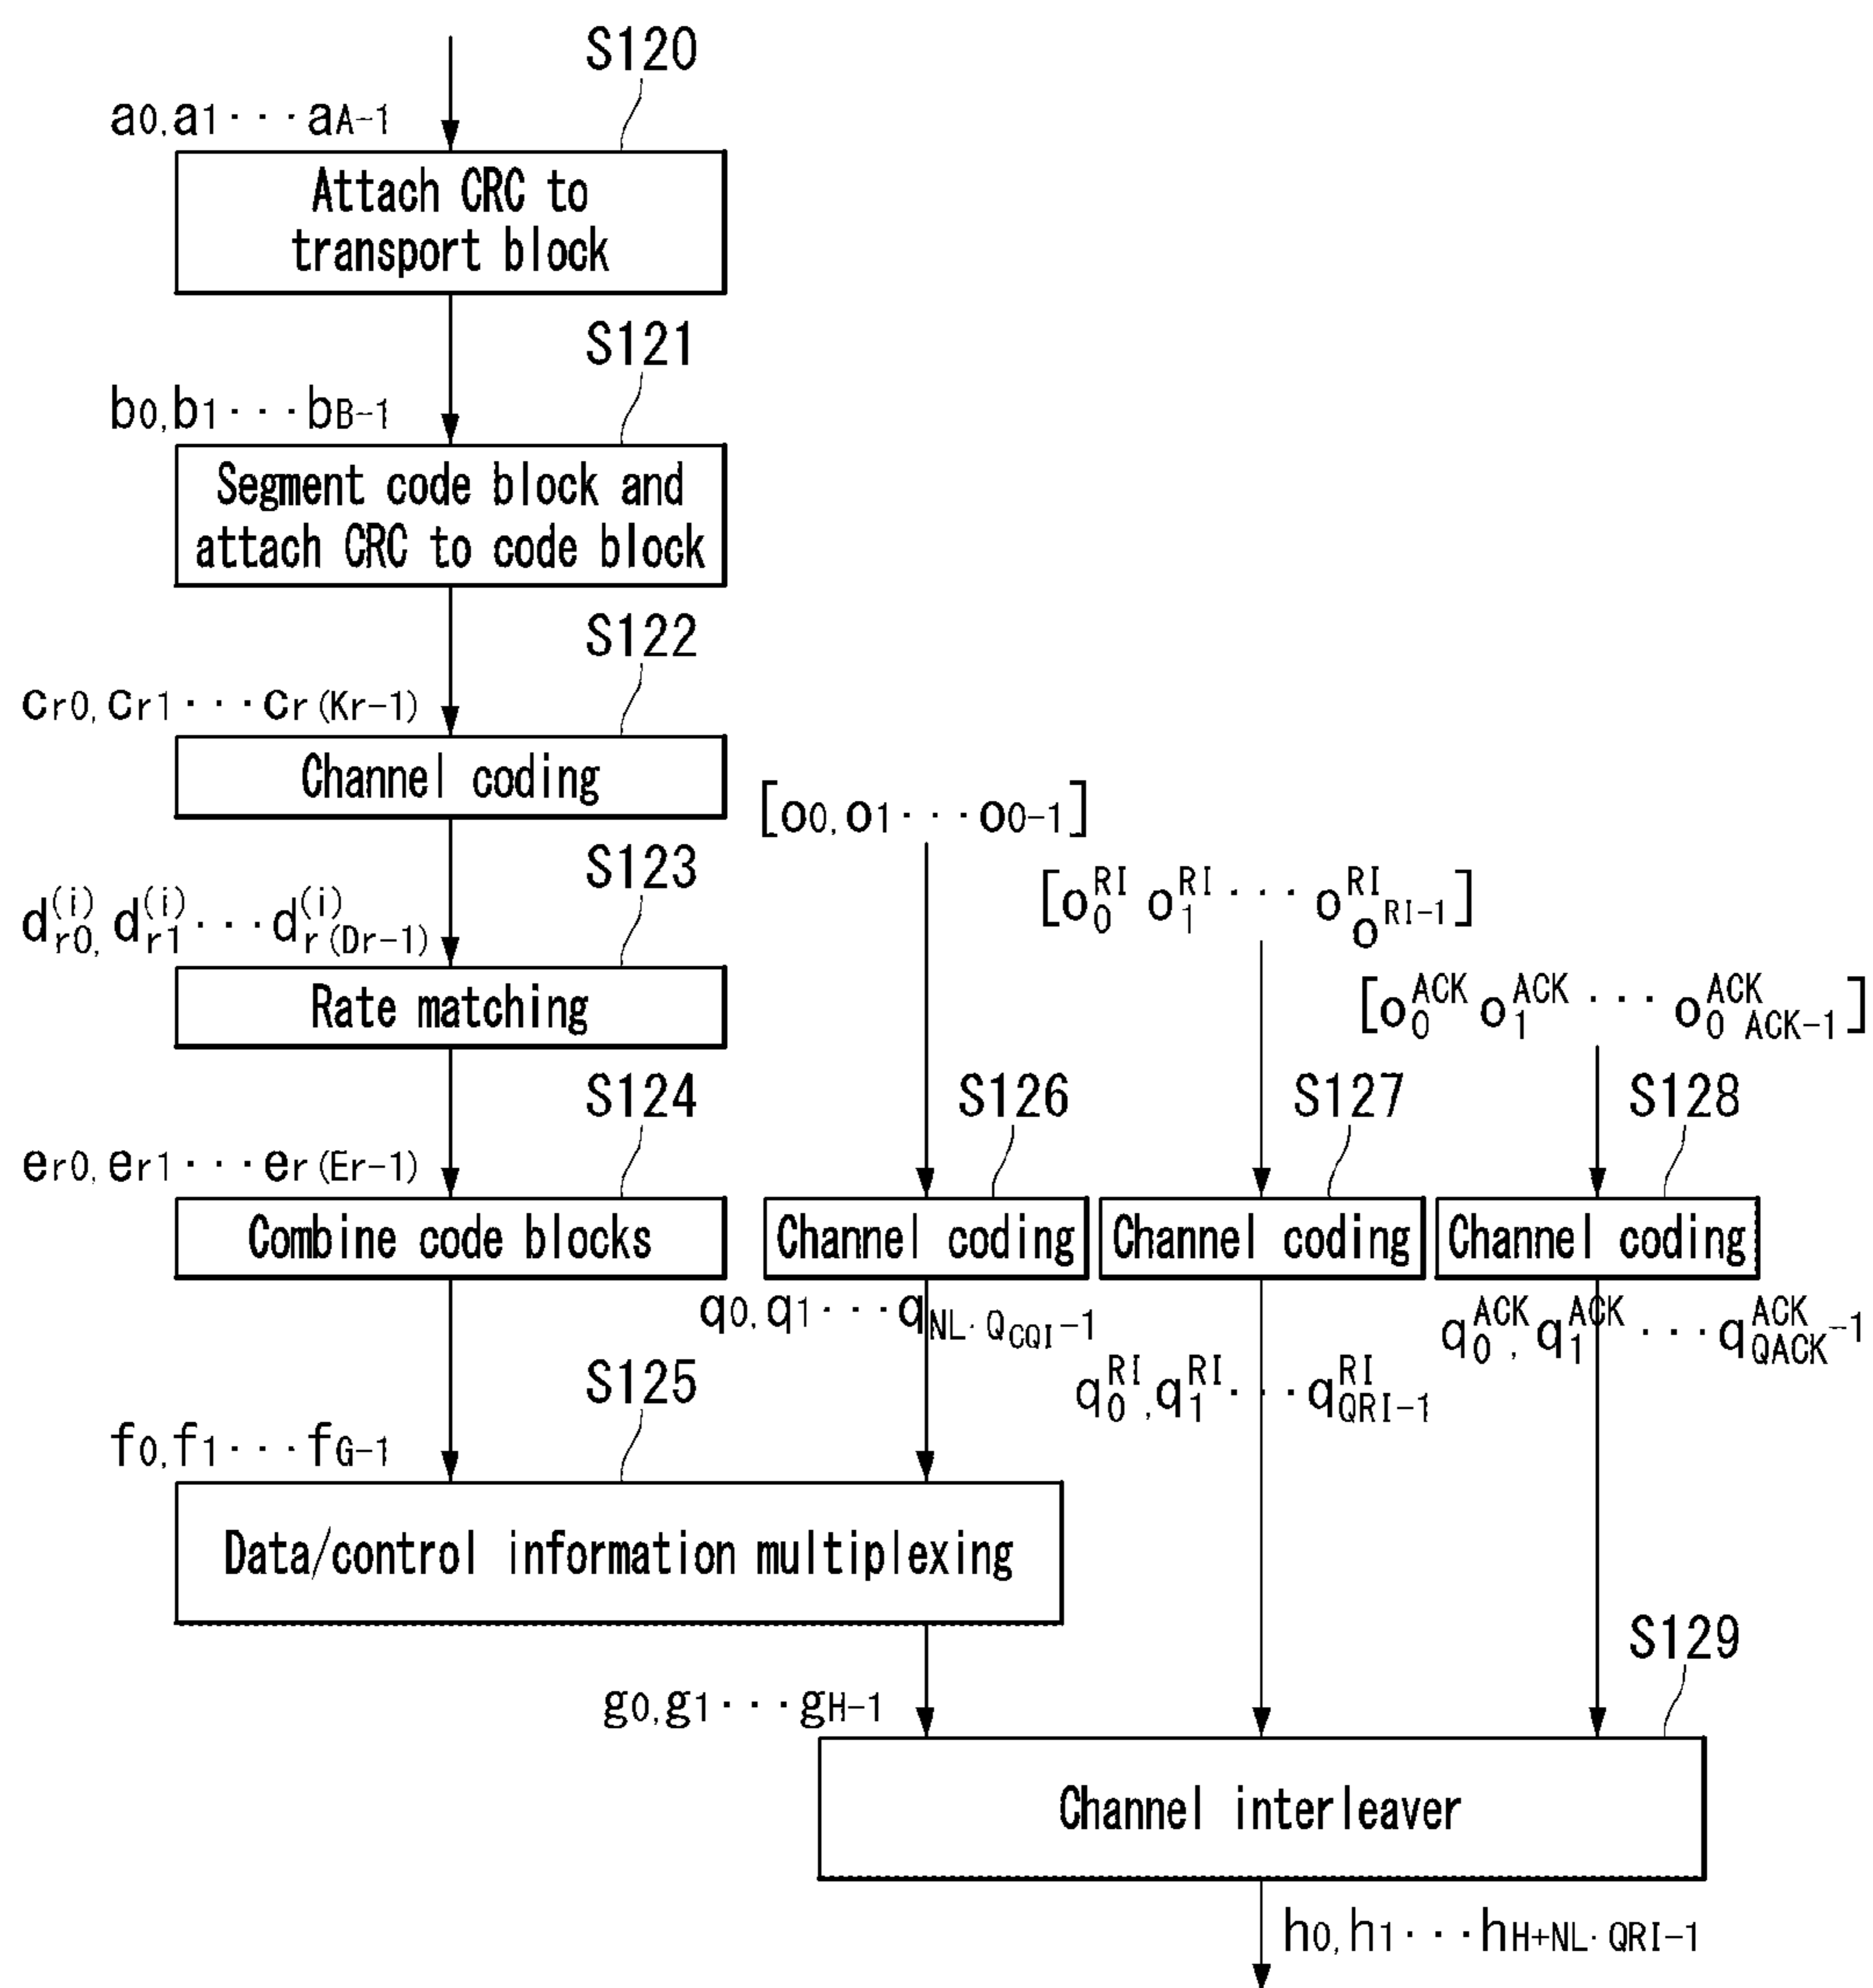 S120
a0,a1···aA-1
Attach CRC to
transport block
S121
b0,b1···bB-1
Segment code block and
attach CRC to code block
S122
cr0,cr1···cr(Kr-1)
Channel coding
[o0,o1···o0-1]
S123
d(i)r0,d(i)r1···d(i)r(Dr-1)
[oRI0 oRI1···oRIoRI-1]
Rate matching
[oACK0 oACK1···oACK0 ACK-1]
S124
S126
S127
S128
er0,er1···er(Er-1)
Combine code blocks
Channel coding
Channel coding
Channel coding
q0,q1···qNL·QCQI-1
qACK0,qACK1···qACKQACK-1
S125
qRI0,qRI1···qRIQRI-1
f0,f1···fG-1
Data/control information multiplexing
S129
g0,g1···gH-1
Channel interleaver
h0,h1···hH+NL·QRI-1